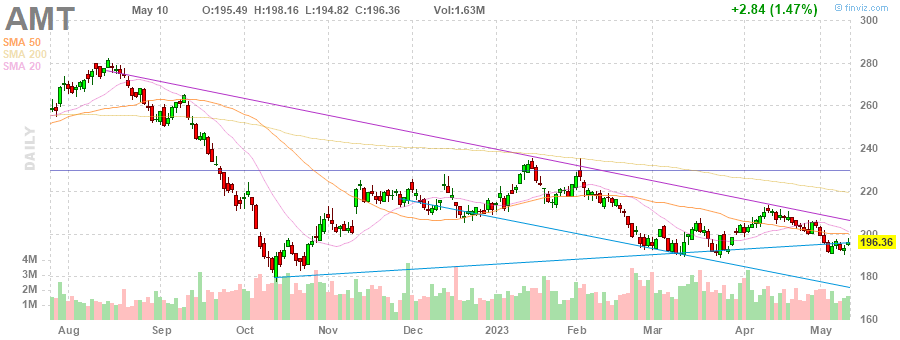 AMT
May 10 O:195.49 H:198.16 L:194.82 C:196.36 Vol:1.63M +2.84 (1.47%)
© finviz.com
SMA 50
SMA 200
SMA 20
DAILY
300
280
260
240
220
200
196.36
180
160
4M
3M
2M
1M
Aug Sep Oct Nov Dec 2023 Feb Mar Apr May